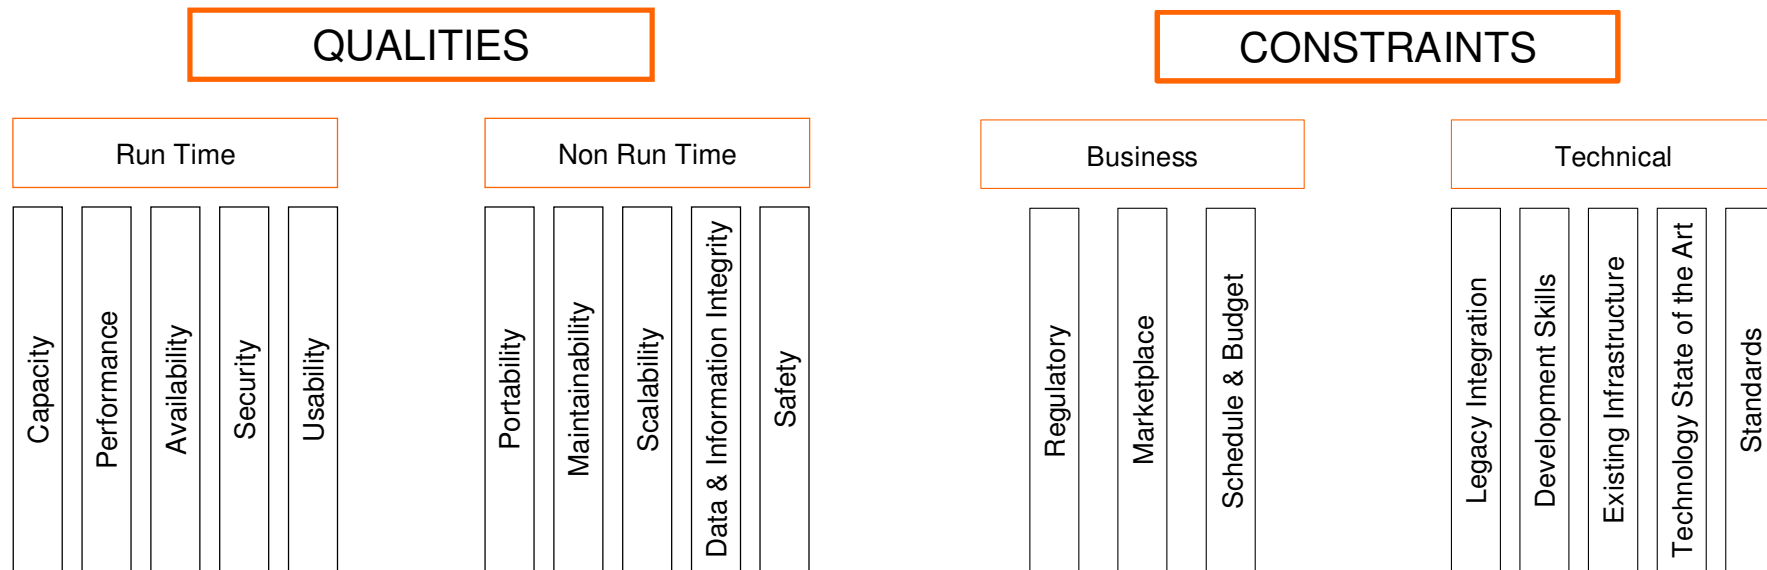 QUALITIES
CONSTRAINTS
Run Time
Non Run Time
Business
Technical
Capacity
Performance
Availability
Security
Usability
Portability
Maintainability
Scalability
Data & Information Integrity
Safety
Regulatory
Marketplace
Schedule & Budget
Legacy Integration
Development Skills
Existing Infrastructure
Technology State of the Art
Standards